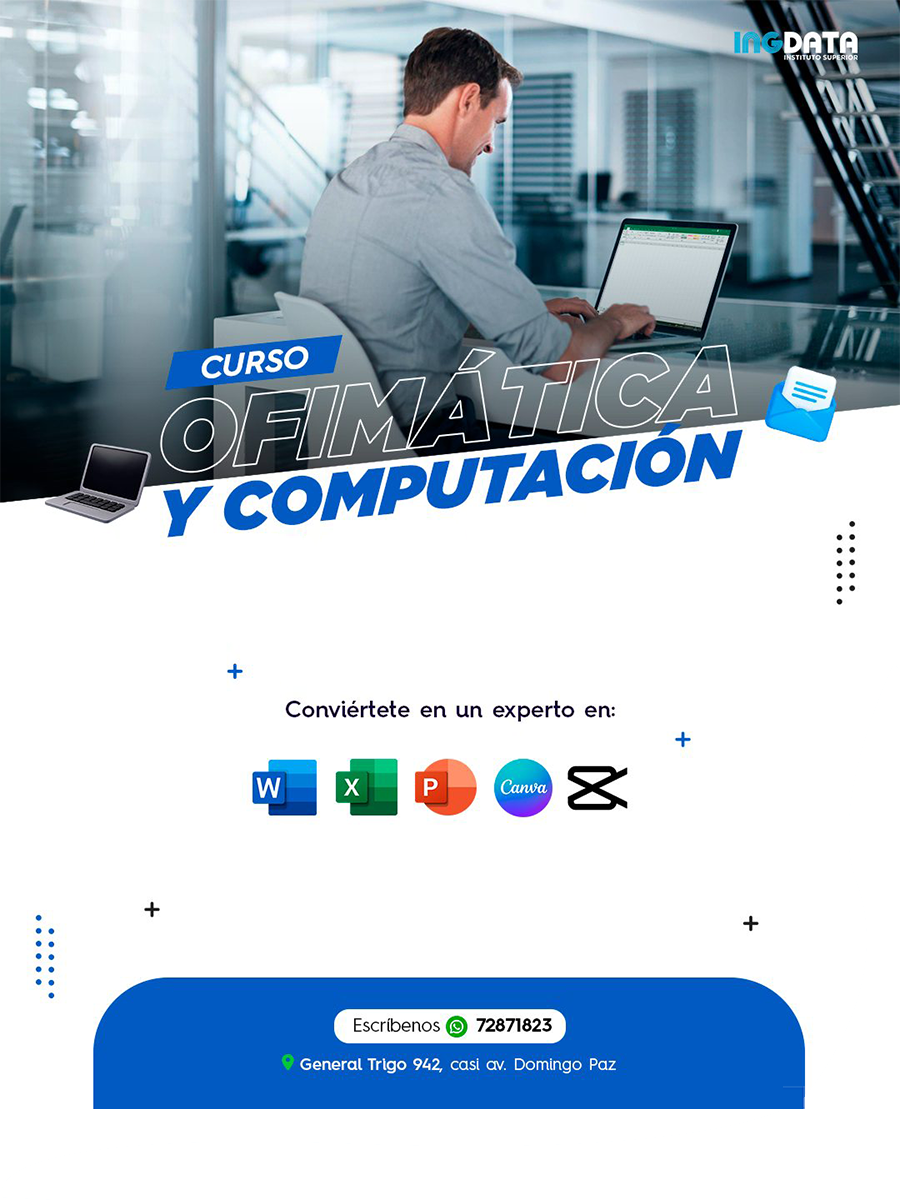 INGDATA
INSTITUTO SUPERIOR
CURSO
OFIMÁTICA
Y COMPUTACIÓN
Conviértete en un experto en:
W X P Canva
Escríbenos 72871823
General Trigo 942, casi av. Domingo Paz